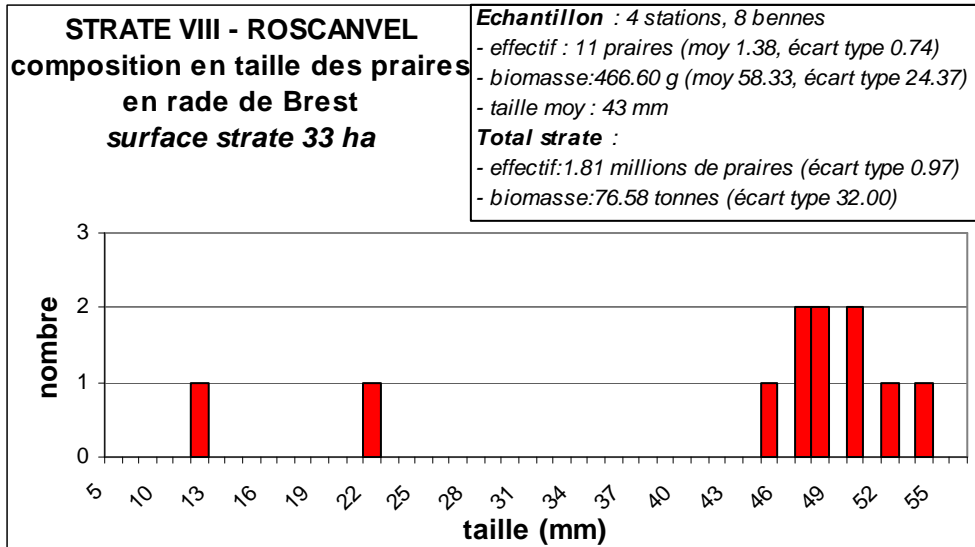 STRATE VIII - ROSCANVEL
composition en taille des praires
en rade de Brest
surface strate 33 ha
Echantillon : 4 stations, 8 bennes
- effectif : 11 praires (moy 1.38, écart type 0.74)
- biomasse:466.60 g (moy 58.33, écart type 24.37)
- taille moy : 43 mm
Total strate :
- effectif:1.81 millions de praires (écart type 0.97)
- biomasse:76.58 tonnes (écart type 32.00)
3
2
1
0
nombre
5 10 13 16 19 22 25 28 31 34 37 40 43 46 49 52 55
taille (mm)